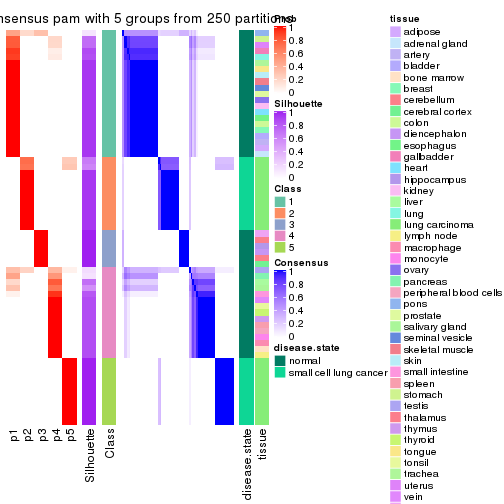 nsensus pam with 5 groups from 250 partitions
Prob
1
0.8
0.6
0.4
0.2
0
Silhouette
1
0.8
0.6
0.4
0.2
0
Class
1
2
3
4
5
Consensus
1
0.8
0.6
0.4
0.2
0
disease.state
normal
small cell lung cancer
tissue
adipose
adrenal gland
artery
bladder
bone marrow
breast
cerebellum
cerebral cortex
colon
diencephalon
esophagus
gallbadder
heart
hippocampus
kidney
liver
lung
lung carcinoma
lymph node
macrophage
monocyte
ovary
pancreas
peripheral blood cells
pons
prostate
salivary gland
seminal vesicle
skeletal muscle
skin
small intestine
spleen
stomach
testis
thalamus
thymus
thyroid
tongue
tonsil
trachea
uterus
vein
p1
p2
p3
p4
p5
Silhouette
Class
disease.state
tissue